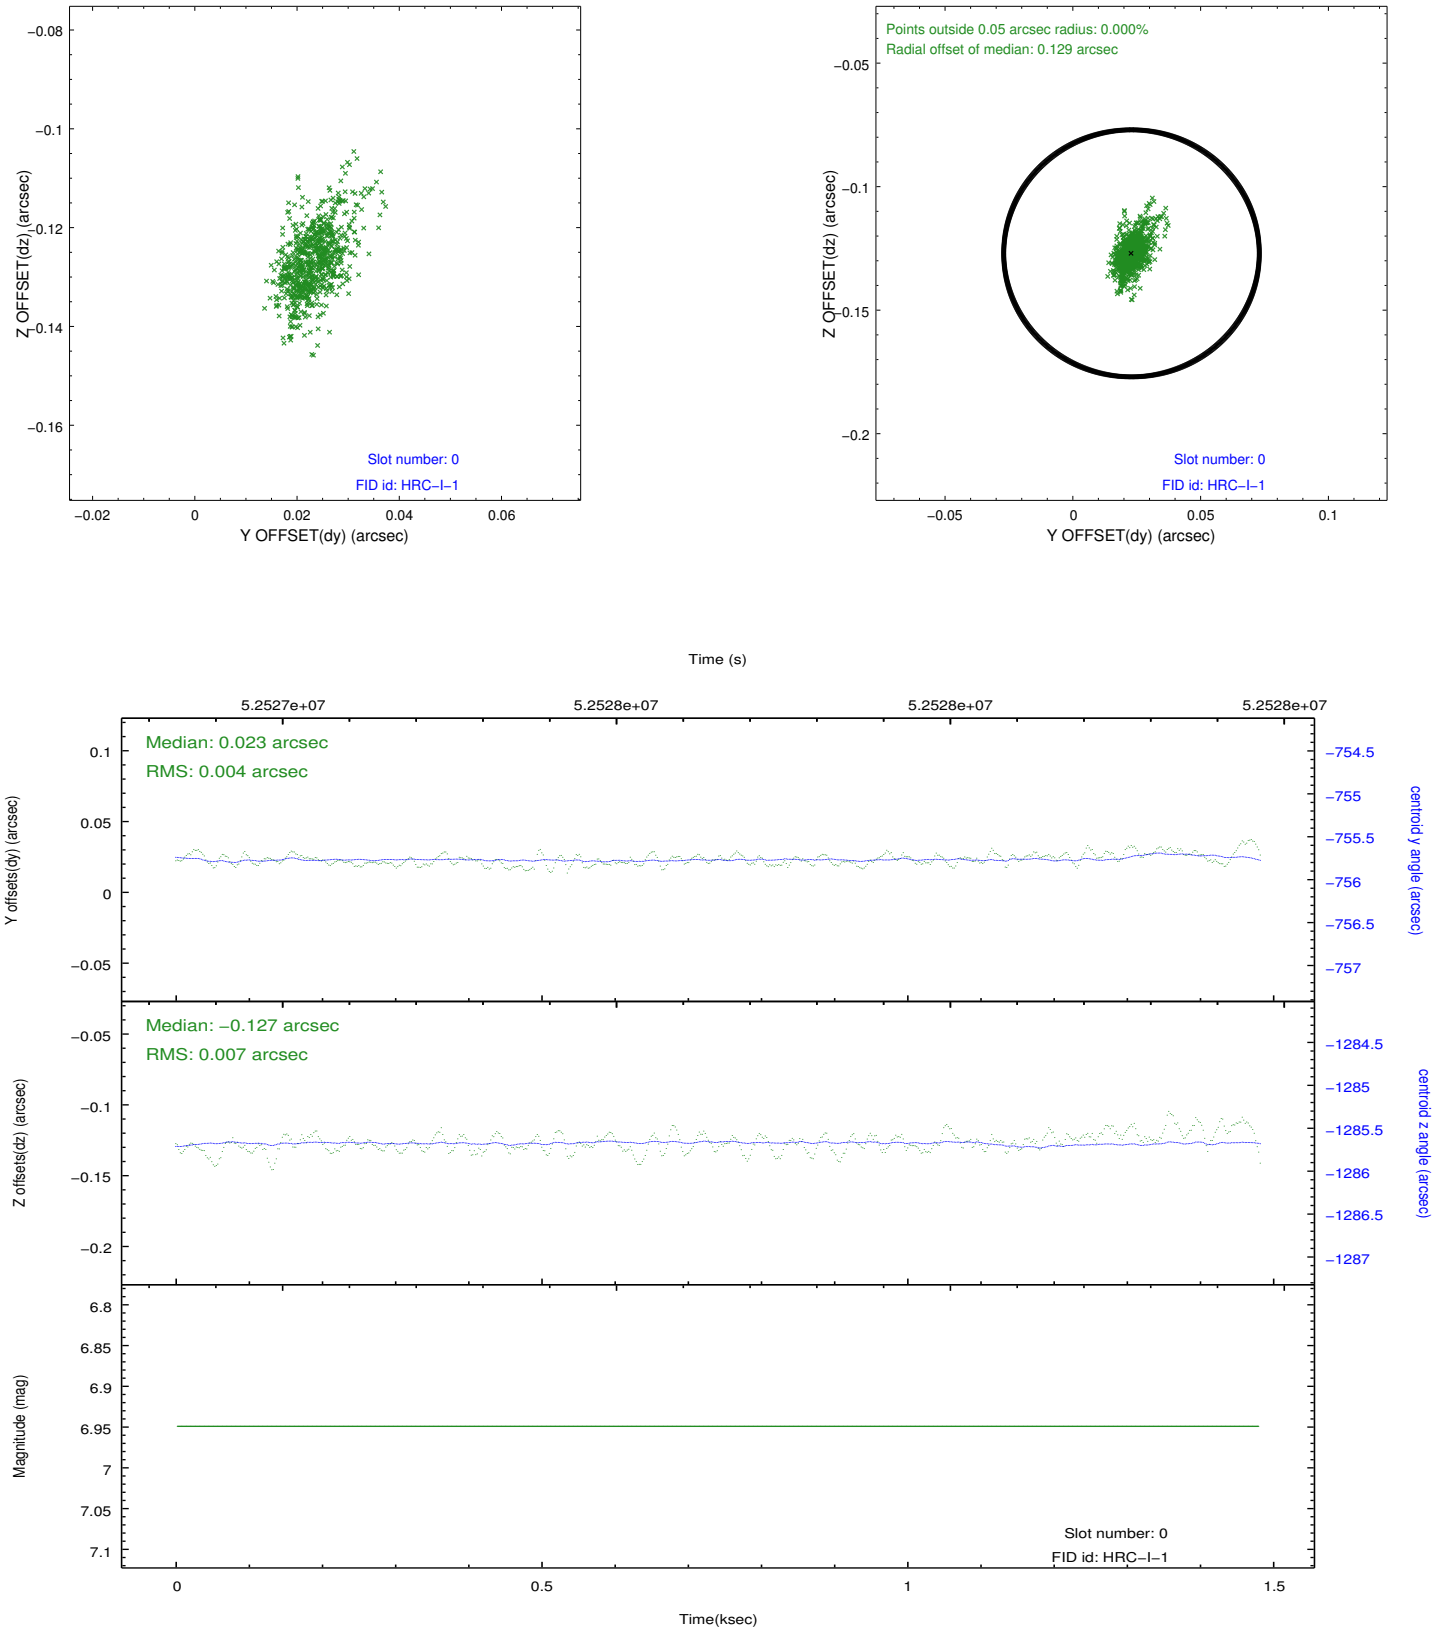 −0.08
−0.1
−0.12
−0.14
−0.16
Z OFFSET(dz) (arcsec)
Slot number: 0
FID id: HRC−I−1
−0.02
0
0.02
0.04
0.06
Y OFFSET(dy) (arcsec)
Points outside 0.05 arcsec radius: 0.000%
Radial offset of median: 0.129 arcsec
−0.05
−0.1
−0.15
−0.2
Z OFFSET(dz) (arcsec)
Slot number: 0
FID id: HRC−I−1
−0.05
0
0.05
0.1
Y OFFSET(dy) (arcsec)
Time (s)
5.2527e+07
5.2528e+07
5.2528e+07
5.2528e+07
Median: 0.023 arcsec
RMS: 0.004 arcsec
0.1
0.05
0
−0.05
Y offsets(dy) (arcsec)
−754.5
−755
−755.5
−756
−756.5
−757
centroid y angle (arcsec)
Median: −0.127 arcsec
RMS: 0.007 arcsec
−0.05
−0.1
−0.15
−0.2
Z offsets(dz) (arcsec)
−1284.5
−1285
−1285.5
−1286
−1286.5
−1287
centroid z angle (arcsec)
6.8
6.85
6.9
6.95
7
7.05
7.1
Magnitude (mag)
Slot number: 0
FID id: HRC−I−1
0
0.5
1
1.5
Time(ksec)